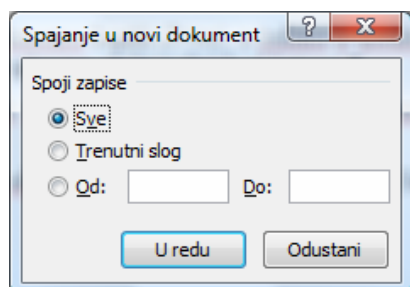 Spajanje u novi dokument
Spoji zapise
Sve
Trenutni slog
Od: Do:
U redu Odustani